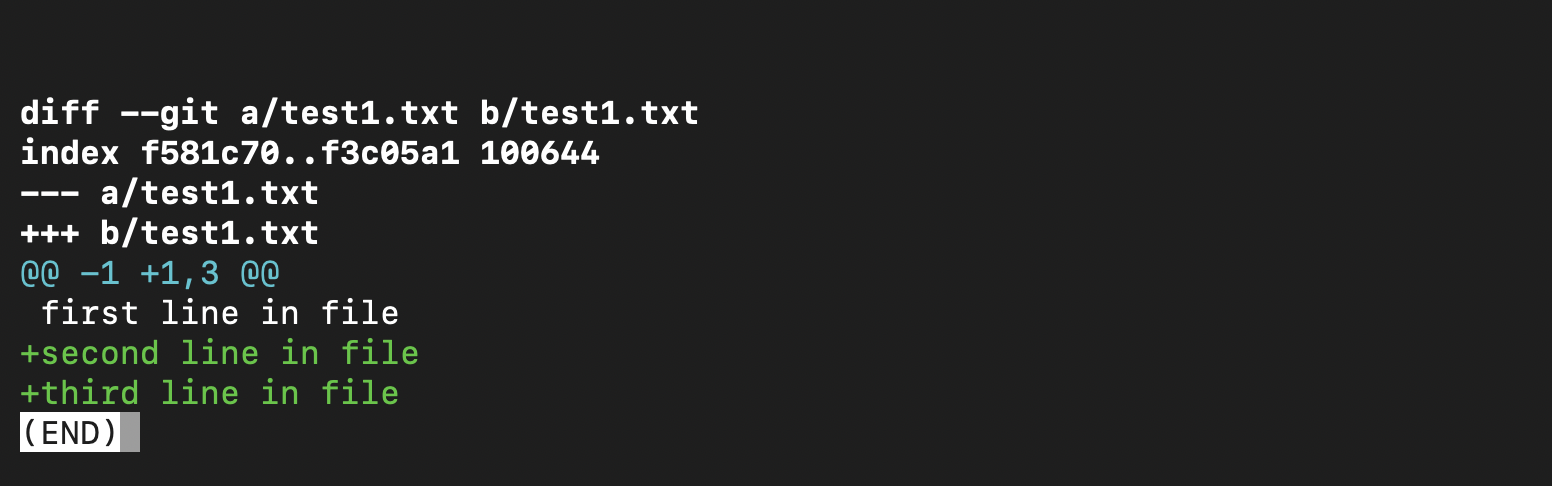 diff --git a/test1.txt b/test1.txt
index f581c70..f3c05a1 100644
--- a/test1.txt
+++ b/test1.txt
@@ -1 +1,3 @@
 first line in file
+second line in file
+third line in file
(END)